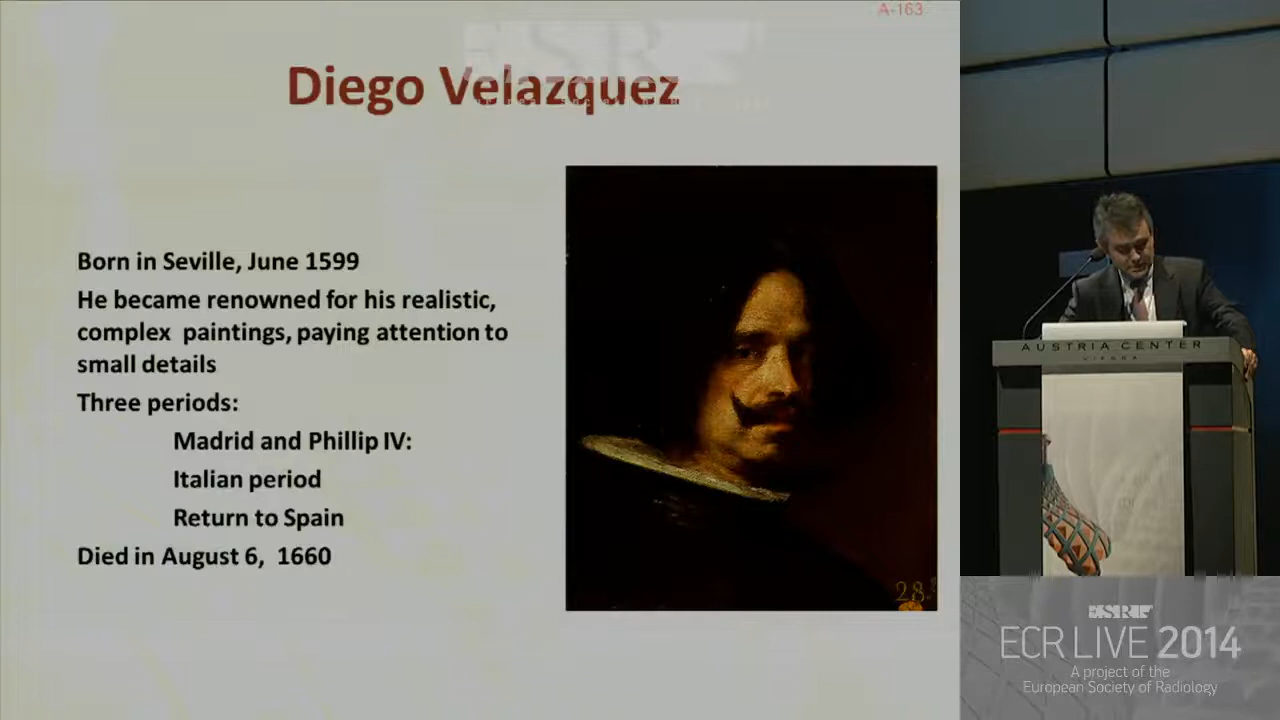 A-163
Diego Velazquez
Born in Seville, June 1599
He became renowned for his realistic,
complex paintings, paying attention to
small details
Three periods:
Madrid and Phillip IV:
Italian period
Return to Spain
Died in August 6, 1660
28.
AUSTRIA CENTER
VIENNA
ESR
ECR LIVE 2014
A project of the
European Society of Radiology